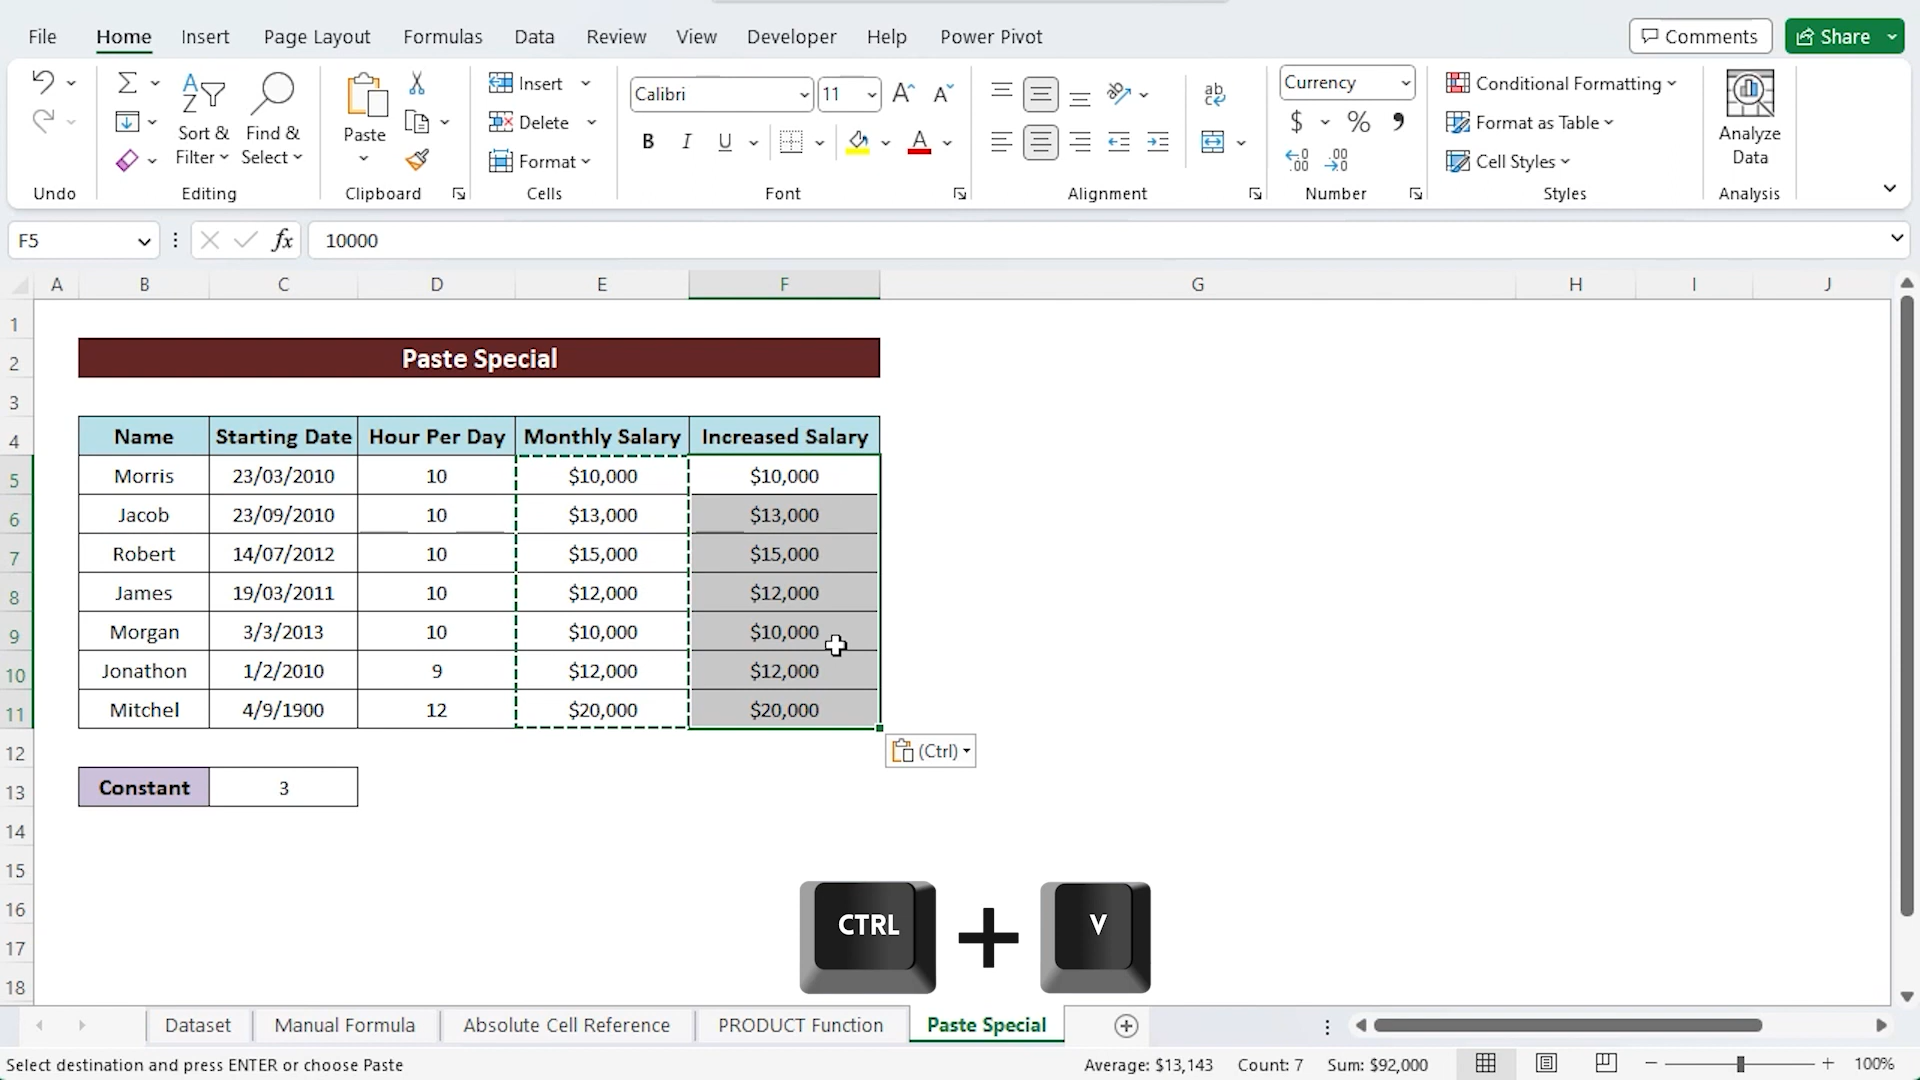 File Home Insert Page Layout Formulas Data Review View Developer Help Power Pivot Comments Share
Undo
Sort & Filter
Find & Select
Editing
Paste
Clipboard
Insert
Delete
Format
Cells
Calibri 11
B I U A
Font
ab
Alignment
Currency
$ % 9
Number
Conditional Formatting
Format as Table
Cell Styles
Styles
Analyze Data
Analysis
F5 fx 10000
A B C D E F G H I J
1
2 Paste Special
3
4 Name Starting Date Hour Per Day Monthly Salary Increased Salary
5 Morris 23/03/2010 10 $10,000 $10,000
6 Jacob 23/09/2010 10 $13,000 $13,000
7 Robert 14/07/2012 10 $15,000 $15,000
8 James 19/03/2011 10 $12,000 $12,000
9 Morgan 3/3/2013 10 $10,000 $10,000
10 Jonathon 1/2/2010 9 $12,000 $12,000
11 Mitchel 4/9/1900 12 $20,000 $20,000
(Ctrl)
12
13 Constant 3
14
15
16
17
18
CTRL + V
Dataset Manual Formula Absolute Cell Reference PRODUCT Function Paste Special
Select destination and press ENTER or choose Paste Average: $13,143 Count: 7 Sum: $92,000 100%